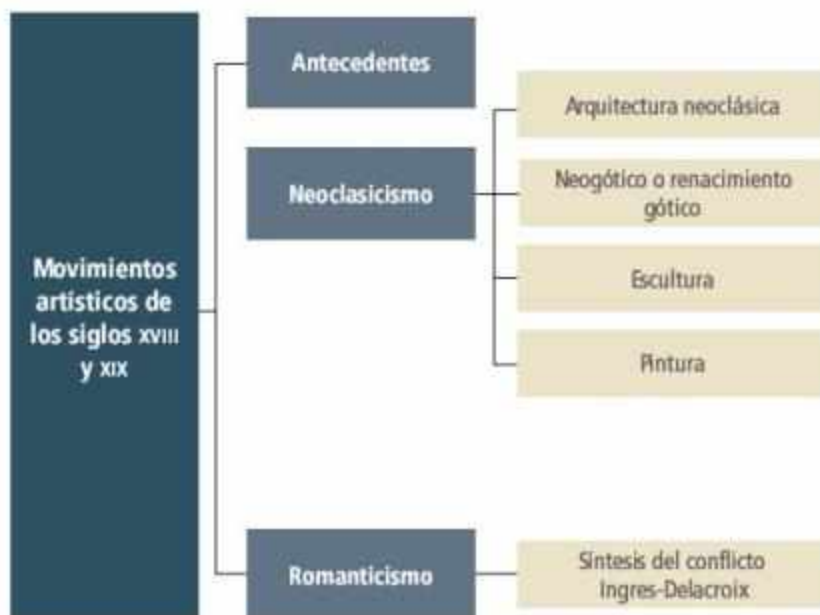 Movimientos
artísticos de
los siglos XVIII
y XIX
Antecedentes
Neoclasicismo
Arquitectura neoclásica
Neogótico o renacimiento
gótico
Escultura
Pintura
Romanticismo
Síntesis del conflicto
Ingres-Delacroix